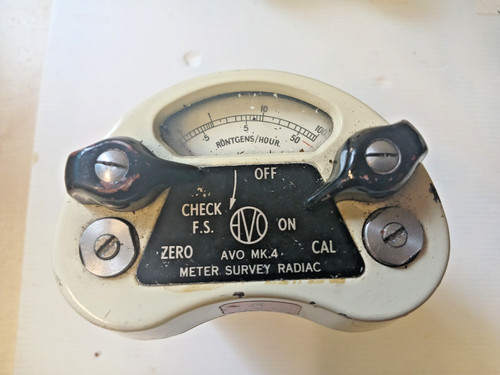 .5 10 100
5 50
RÖNTGENS/HOUR.
OFF
CHECK
F.S.
AVO
ON
ZERO
CAL
AVO MK.4
METER SURVEY RADIAC